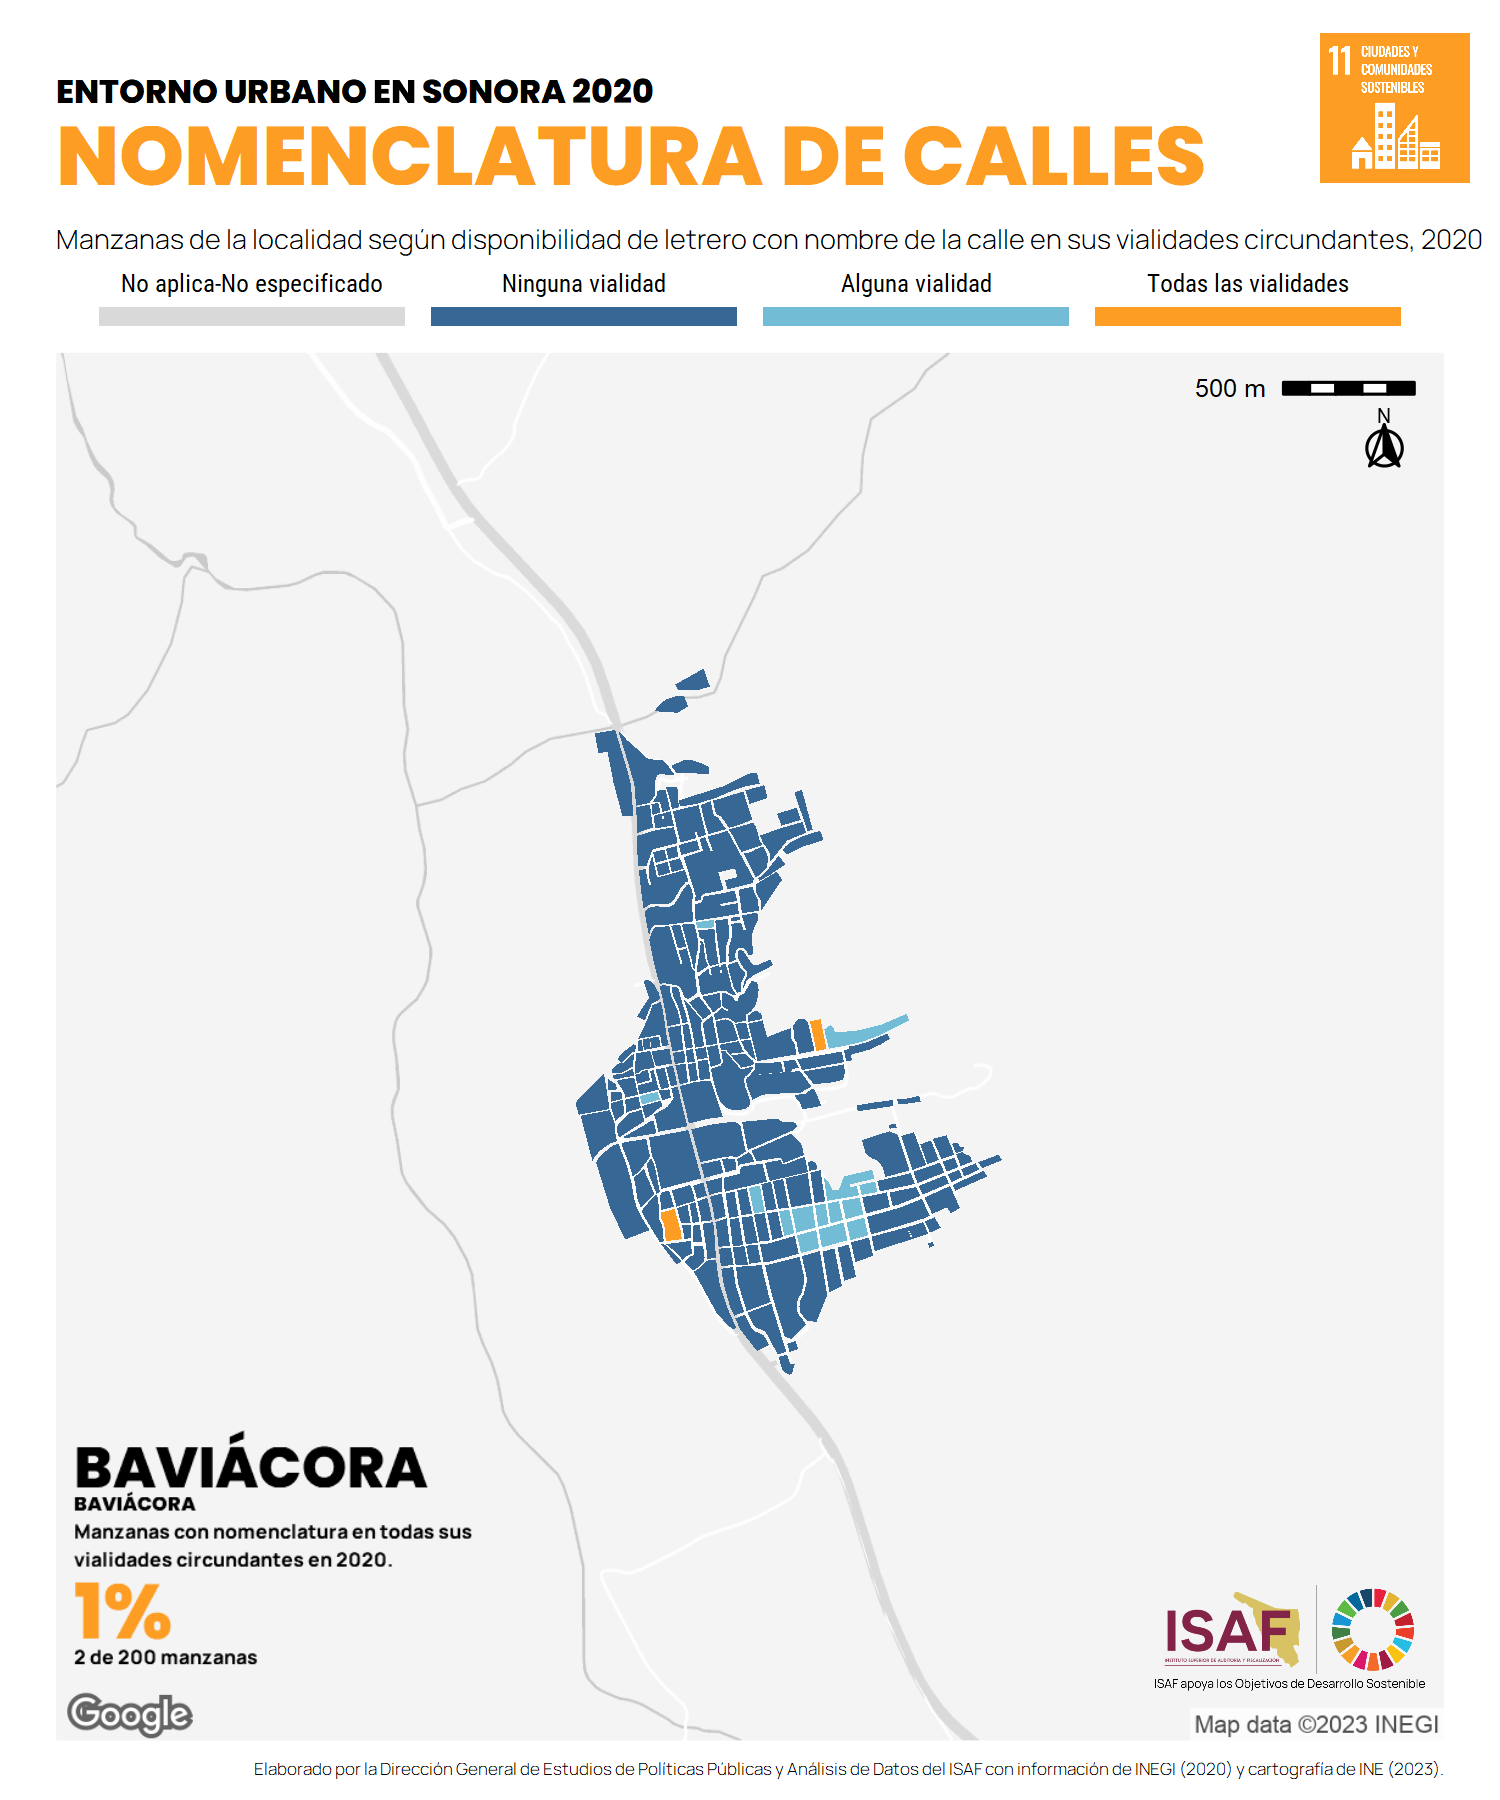 11 CIUDADES Y
COMUNIDADES
SOSTENIBLES
ENTORNO URBANO EN SONORA 2020
NOMENCLATURA DE CALLES
Manzanas de la localidad según disponibilidad de letrero con nombre de la calle en sus vialidades circundantes, 2020
No aplica-No especificado
Ninguna vialidad
Alguna vialidad
Todas las vialidades
500 m
N
BAVIÁCORA
BAVIÁCORA
Manzanas con nomenclatura en todas sus
vialidades circundantes en 2020.
1%
2 de 200 manzanas
Google
ISAF
INSTITUTO SUPERIOR DE AUDITORÍA Y FISCALIZACIÓN
ISAF apoya los Objetivos de Desarrollo Sostenible
Map data ©2023 INEGI
Elaborado por la Dirección General de Estudios de Políticas Públicas y Análisis de Datos del ISAF con información de INEGI (2020) y cartografía de INE (2023).